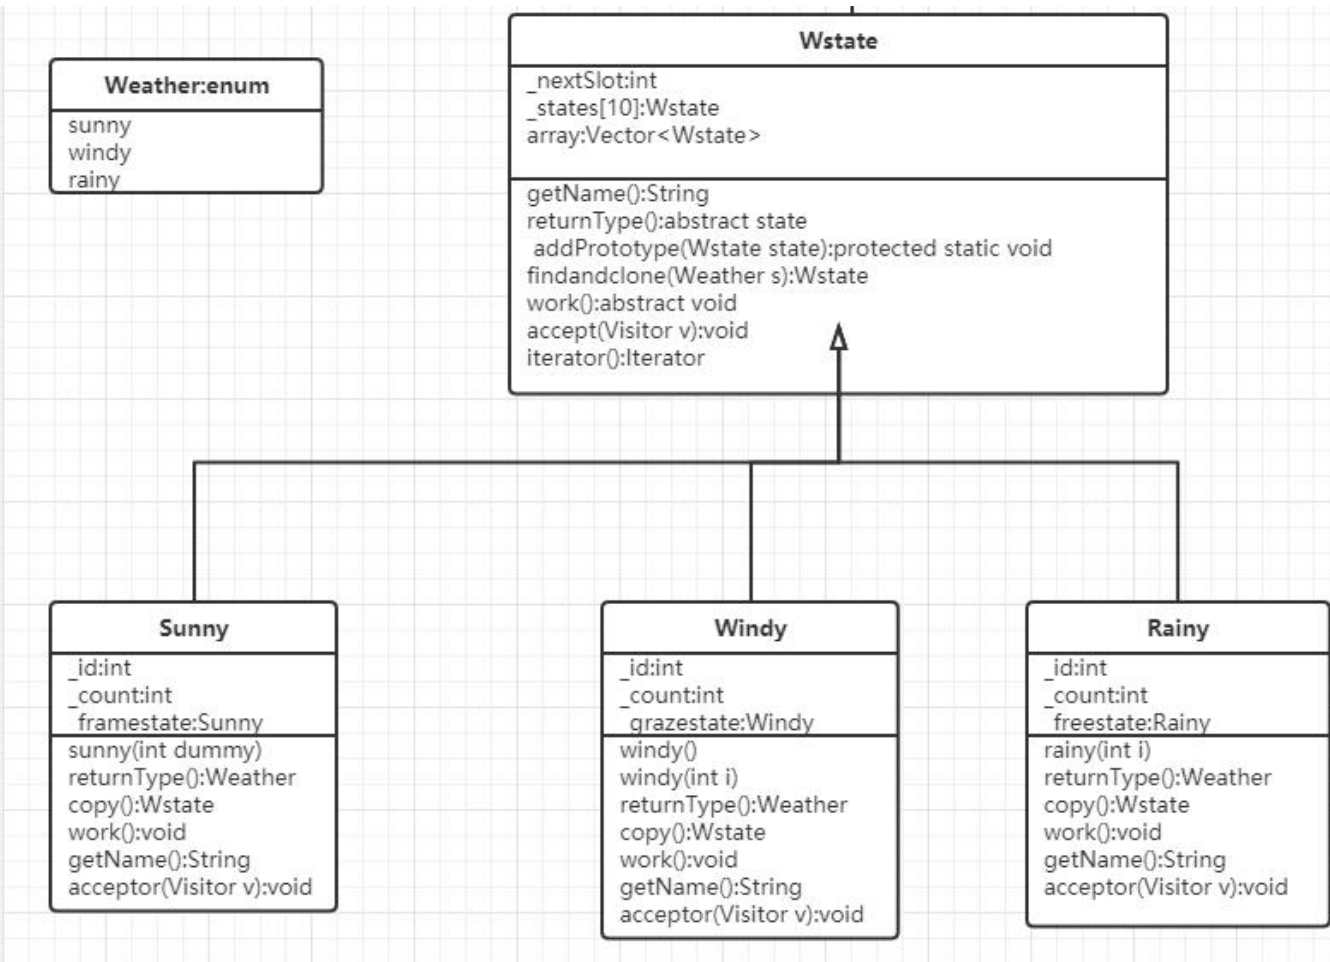 Weather:enum
sunny
windy
rainy
Wstate
_nextSlot:int
_states[10]:Wstate
array:Vector<Wstate>
getName():String
returnType():abstract state
addPrototype(Wstate state):protected static void
findandclone(Weather s):Wstate
work():abstract void
accept(Visitor v):void
iterator():Iterator
Sunny
_id:int
_count:int
_framestate:Sunny
sunny(int dummy)
returnType():Weather
copy():Wstate
work():void
getName():String
acceptor(Visitor v):void
Windy
_id:int
_count:int
_grazestate:Windy
windy()
windy(int i)
returnType():Weather
copy():Wstate
work():void
getName():String
acceptor(Visitor v):void
Rainy
_id:int
_count:int
_freestate:Rainy
rainy(int i)
returnType():Weather
copy():Wstate
work():void
getName():String
acceptor(Visitor v):void